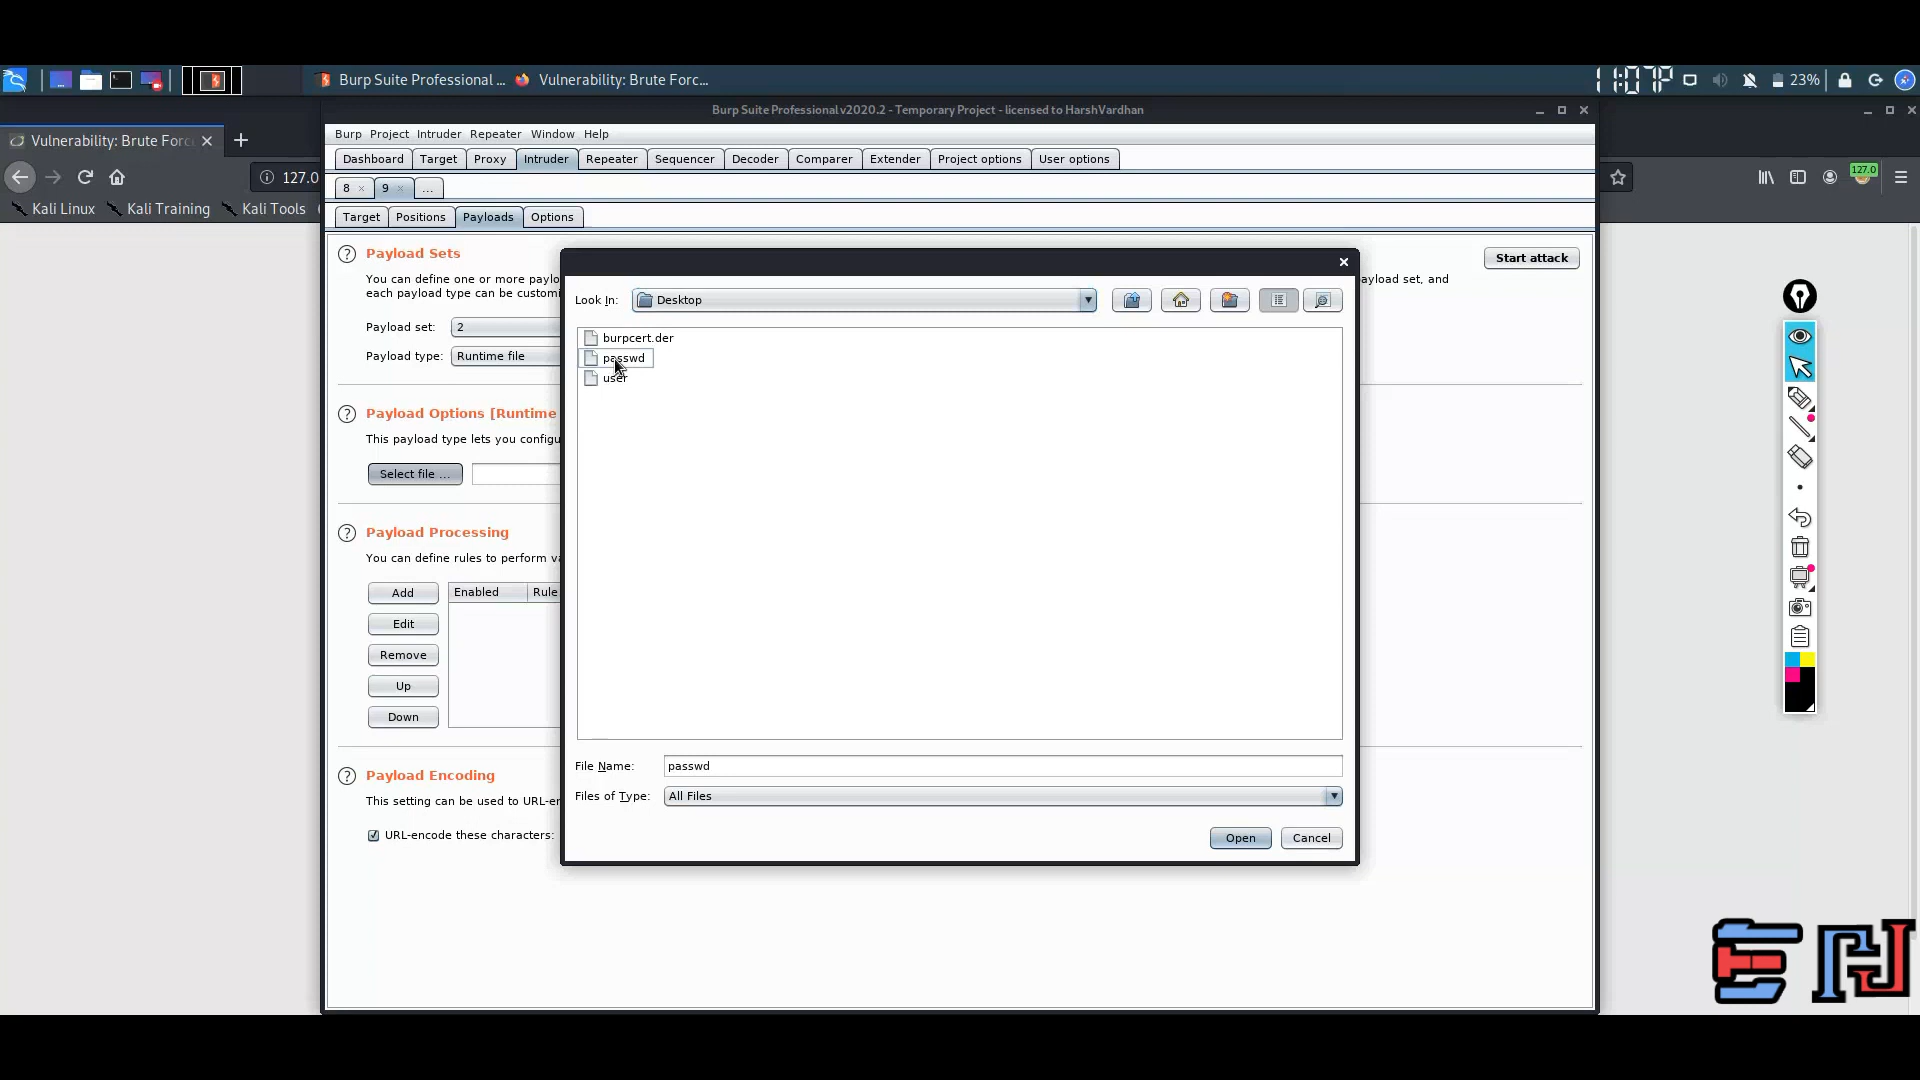 Burp Suite Professional ...
Vulnerability: Brute Forc...
23%
Burp Suite Professional v2020.2 - Temporary Project - licensed to HarshVardhan
Vulnerability: Brute Forc
Burp Project Intruder Repeater Window Help
Dashboard Target Proxy Intruder Repeater Sequencer Decoder Comparer Extender Project options User options
127.0
127.0
8 × 9 × ...
Kali Linux Kali Training Kali Tools
Target Positions Payloads Options
Payload Sets
Start attack
You can define one or more paylo
ayload set, and
each payload type can be customi
Payload set: 2
Payload type: Runtime file
Look In: Desktop
burpcert.der
passwd
user
Payload Options [Runtime
This payload type lets you configu
Select file ...
Payload Processing
You can define rules to perform va
Add
Enabled Rule
Edit
Remove
Up
Down
File Name: passwd
Files of Type: All Files
Open Cancel
Payload Encoding
This setting can be used to URL-en
URL-encode these characters: